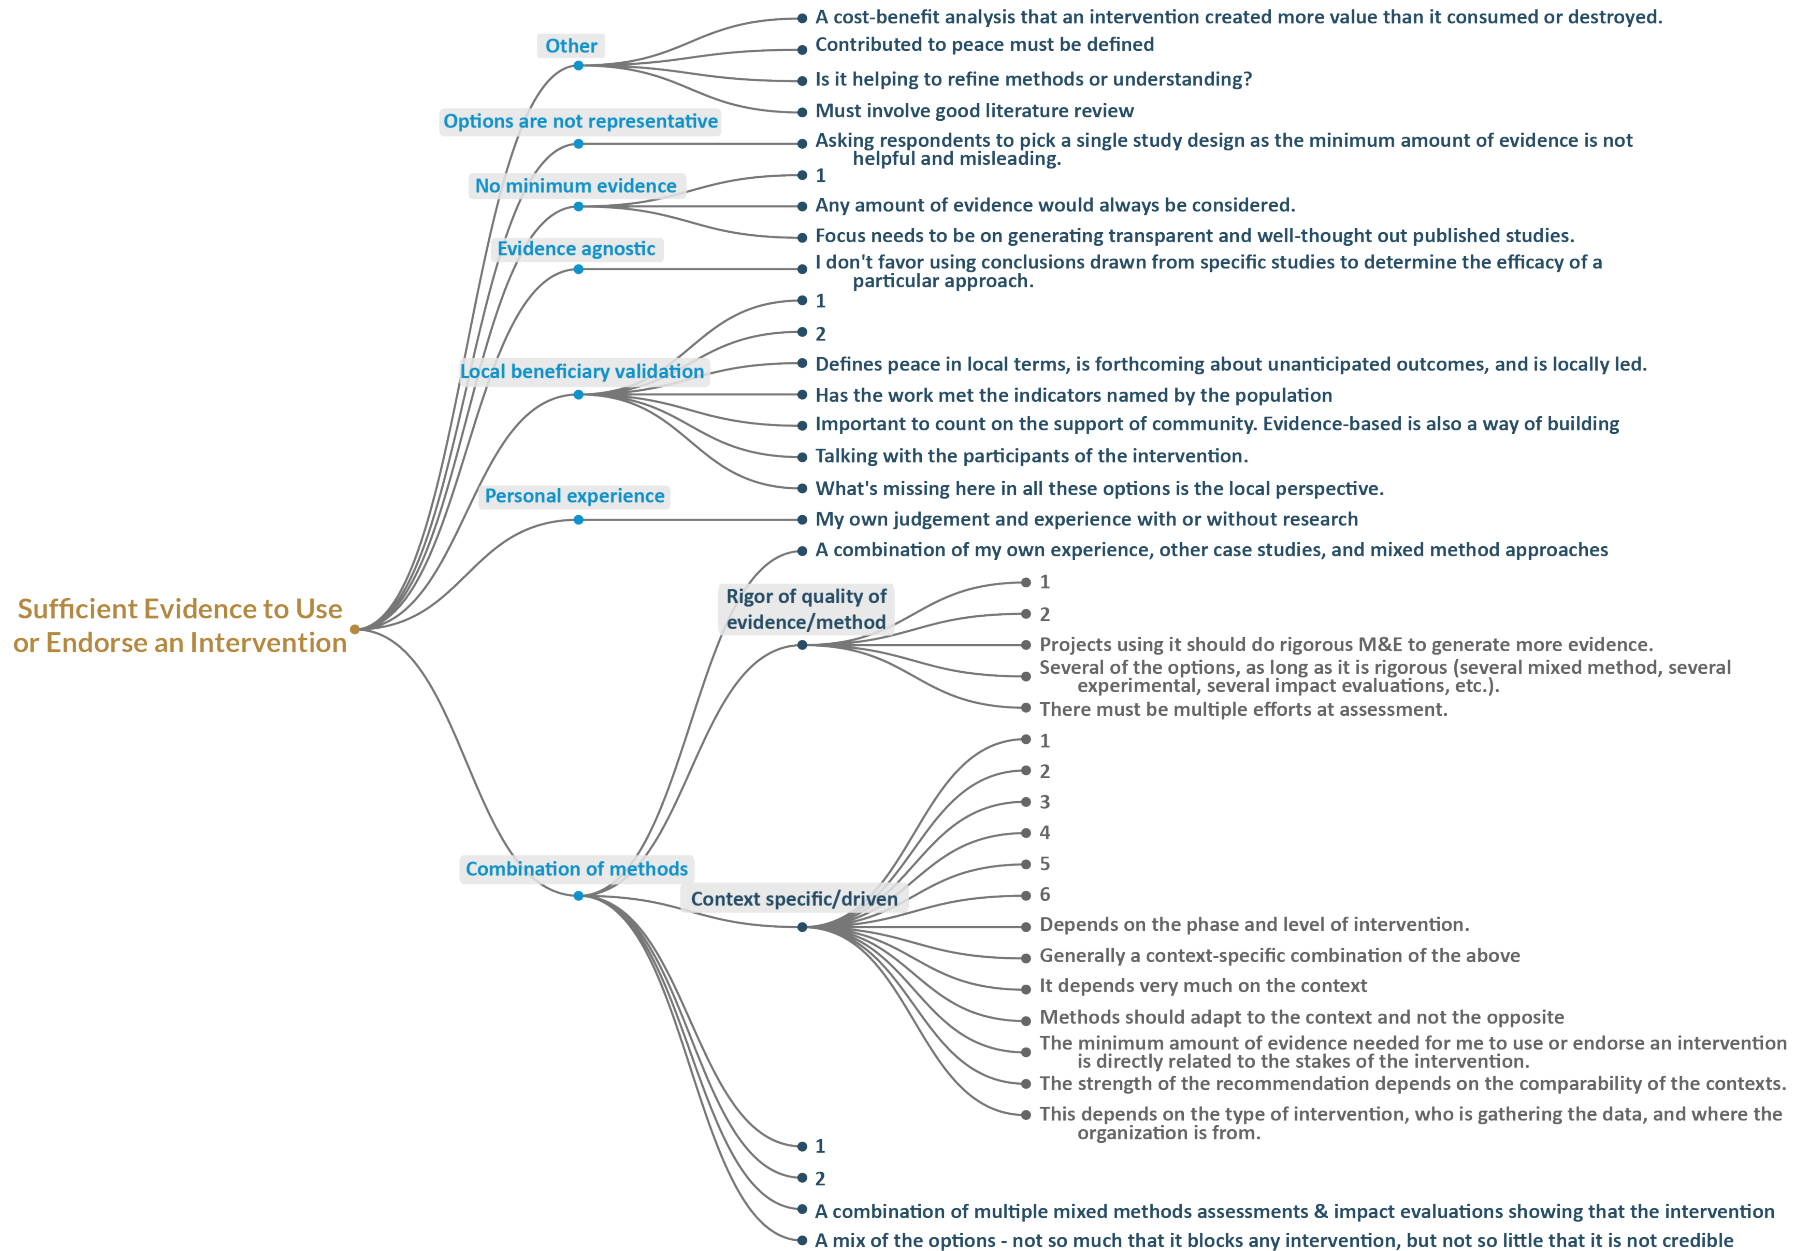 A cost-benefit analysis that an intervention created more value than it consumed or destroyed.
Other
Contributed to peace must be defined
Is it helping to refine methods or understanding?
Must involve good literature review
Options are not representative
Asking respondents to pick a single study design as the minimum amount of evidence is not
helpful and misleading.
No minimum evidence
1
Any amount of evidence would always be considered.
Focus needs to be on generating transparent and well-thought out published studies.
Evidence agnostic
I don't favor using conclusions drawn from specific studies to determine the efficacy of a
particular approach.
1
2
Local beneficiary validation
Defines peace in local terms, is forthcoming about unanticipated outcomes, and is locally led.
Has the work met the indicators named by the population
Important to count on the support of community. Evidence-based is also a way of building
Talking with the participants of the intervention.
What's missing here in all these options is the local perspective.
Personal experience
My own judgement and experience with or without research
Sufficient Evidence to Use
or Endorse an Intervention
A combination of my own experience, other case studies, and mixed method approaches
Rigor of quality of
evidence/method
1
2
Projects using it should do rigorous M&E to generate more evidence.
Several of the options, as long as it is rigorous (several mixed method, several
experimental, several impact evaluations, etc.).
There must be multiple efforts at assessment.
Combination of methods
Context specific/driven
1
2
3
4
5
6
Depends on the phase and level of intervention.
Generally a context-specific combination of the above
It depends very much on the context
Methods should adapt to the context and not the opposite
The minimum amount of evidence needed for me to use or endorse an intervention
is directly related to the stakes of the intervention.
The strength of the recommendation depends on the comparability of the contexts.
This depends on the type of intervention, who is gathering the data, and where the
organization is from.
1
2
A combination of multiple mixed methods assessments & impact evaluations showing that the intervention
A mix of the options - not so much that it blocks any intervention, but not so little that it is not credible